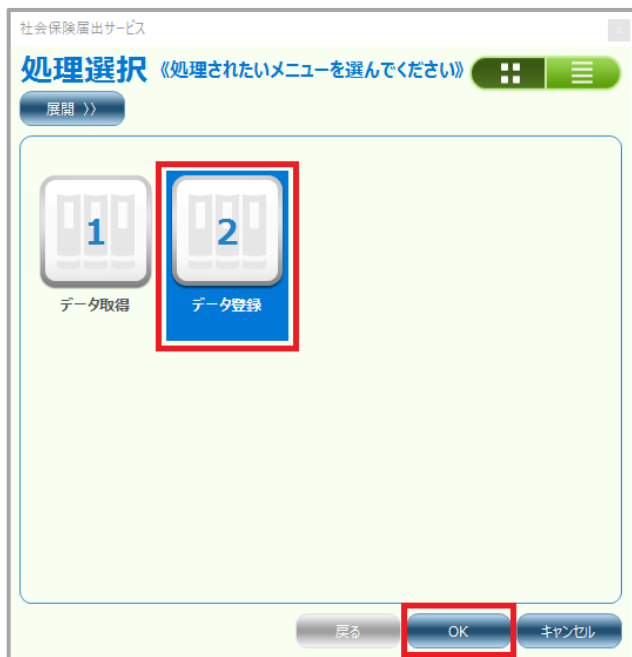 社会保険届出サービス
x
処理選択 《処理されたいメニューを選んでください》
展開 》
1 2
データ取得 データ登録
戻る OK キャンセル